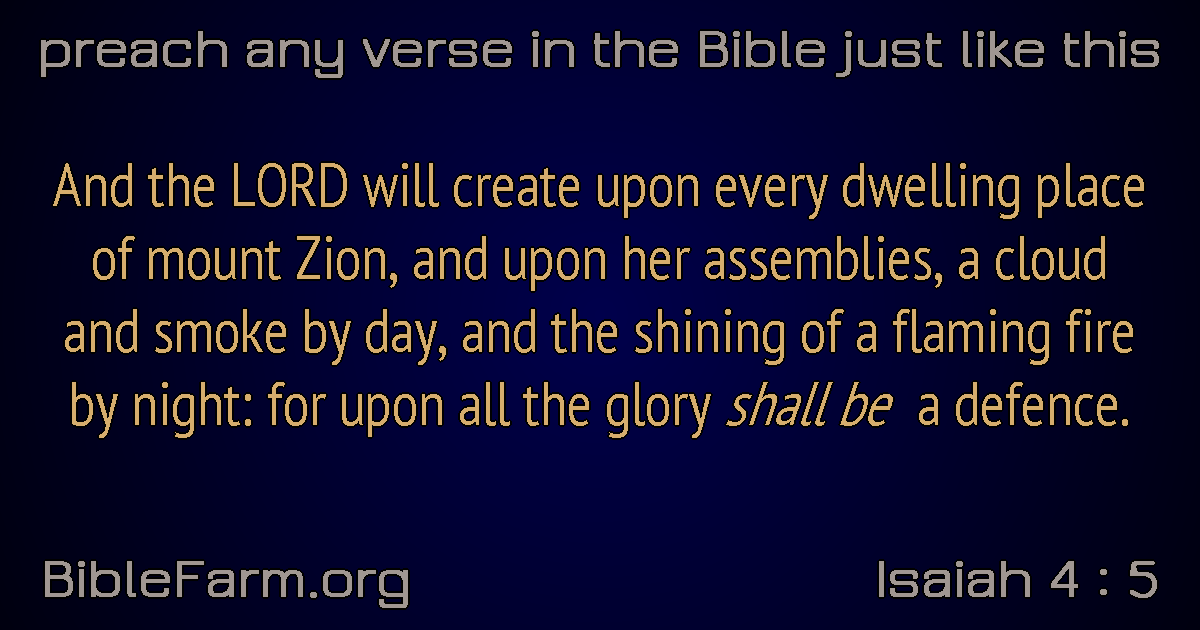 preach any verse in the Bible just like this
And the LORD will create upon every dwelling place
of mount Zion, and upon her assemblies, a cloud
and smoke by day, and the shining of a flaming fire
by night: for upon all the glory shall be a defence.
BibleFarm.org
Isaiah 4 : 5